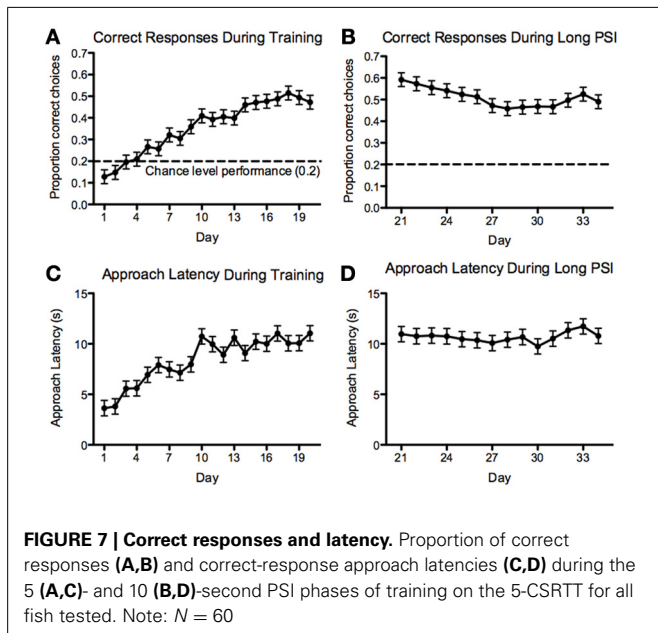 A Correct Responses During Training
Proportion correct choices
0.7
0.6
0.5
0.4
0.3
0.2
0.1
0.0
Chance level performance (0.2)
1 4 7 10 13 16 19
Day
B Correct Responses During Long PSI
Proportion correct choices
0.7
0.6
0.5
0.4
0.3
0.2
0.1
0.0
21 24 27 30 33
Day
C Approach Latency During Training
Approach Latency (s)
15
10
5
0
1 4 7 10 13 16 19
Day
D Approach Latency During Long PSI
Approach Latency (s)
15
10
5
0
21 24 27 30 33
Day
FIGURE 7 | Correct responses and latency. Proportion of correct
responses (A,B) and correct-response approach latencies (C,D) during the
5 (A,C)- and 10 (B,D)-second PSI phases of training on the 5-CSRTT for all
fish tested. Note: N = 60